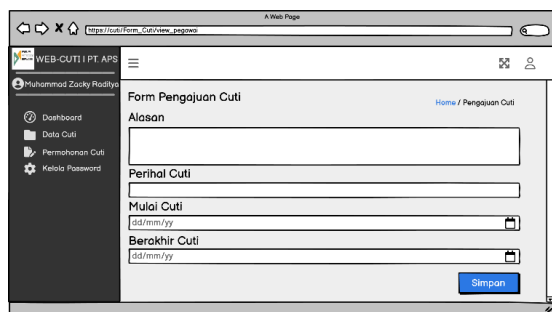 A Web Page
https://cuti/Form_Cuti/view_pegawai
WEB-CUTI I PT. APS
Muhammad Zacky Raditya
Dashboard
Data Cuti
Permohonan Cuti
Kelola Password
Form Pengajuan Cuti
Home / Pengajuan Cuti
Alasan
Perihal Cuti
Mulai Cuti
dd/mm/yy
Berakhir Cuti
dd/mm/yy
Simpan